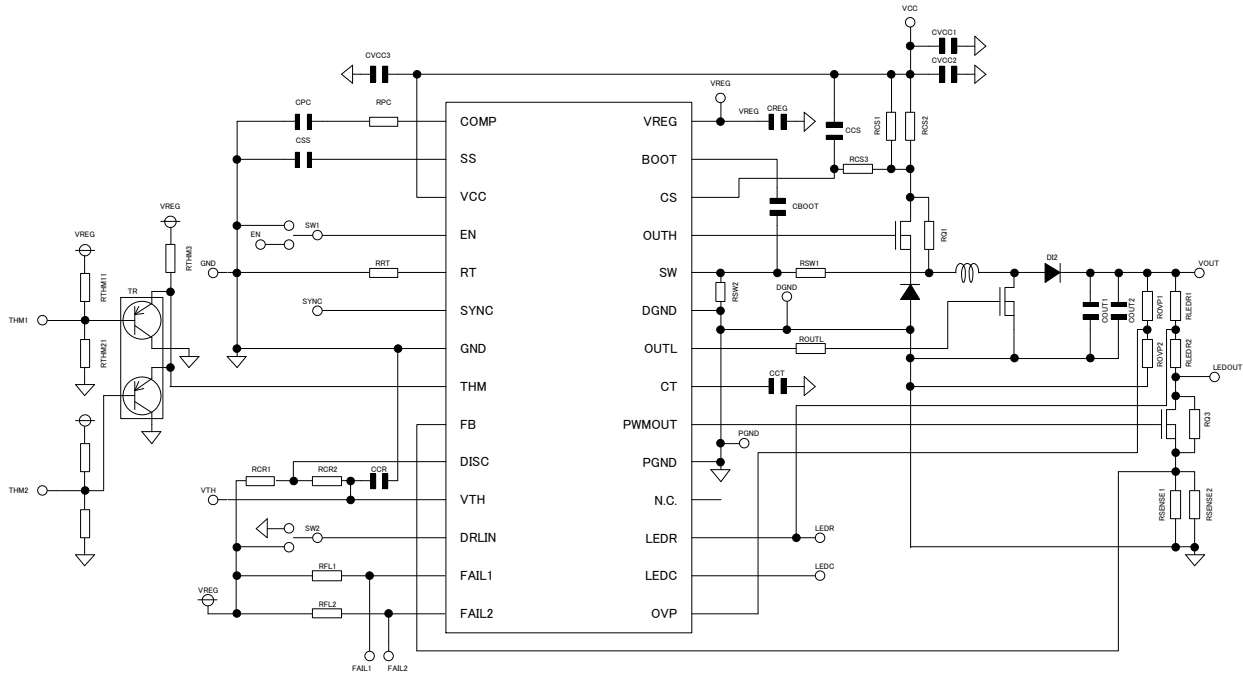 VCC
CVCC1
CVCC2
CVCC3
VREG
VREG
CREG
CPC
RPC
COMP
VREG
CCS
RCS1
RCS2
CSS
SS
BOOT
RCS3
VCC
CS
CBOOT
VREG
EN
SW1
EN
OUTH
RQ1
VREG
RTHM3
GND
RRT
RT
SW
RSW1
DI2
VOUT
RTHM11
TR
RSW2
DGND
SYNC
SYNC
DGND
COUT1
COUT2
ROVP1
RLEDR1
THM1
RTHM21
GND
OUTL
ROUTL
ROVP2
RLEDR2
THM
CT
CCT
LEDOUT
FB
PWMOUT
RQ3
PGND
RCR1
RCR2
CCR
DISC
PGND
THM2
VTH
VTH
N.C.
RSENSE1
RSENSE2
SW2
DRLIN
LEDR
LEDR
RFL1
FAIL1
LEDC
LEDC
VREG
RFL2
FAIL2
OVP
FAIL1
FAIL2